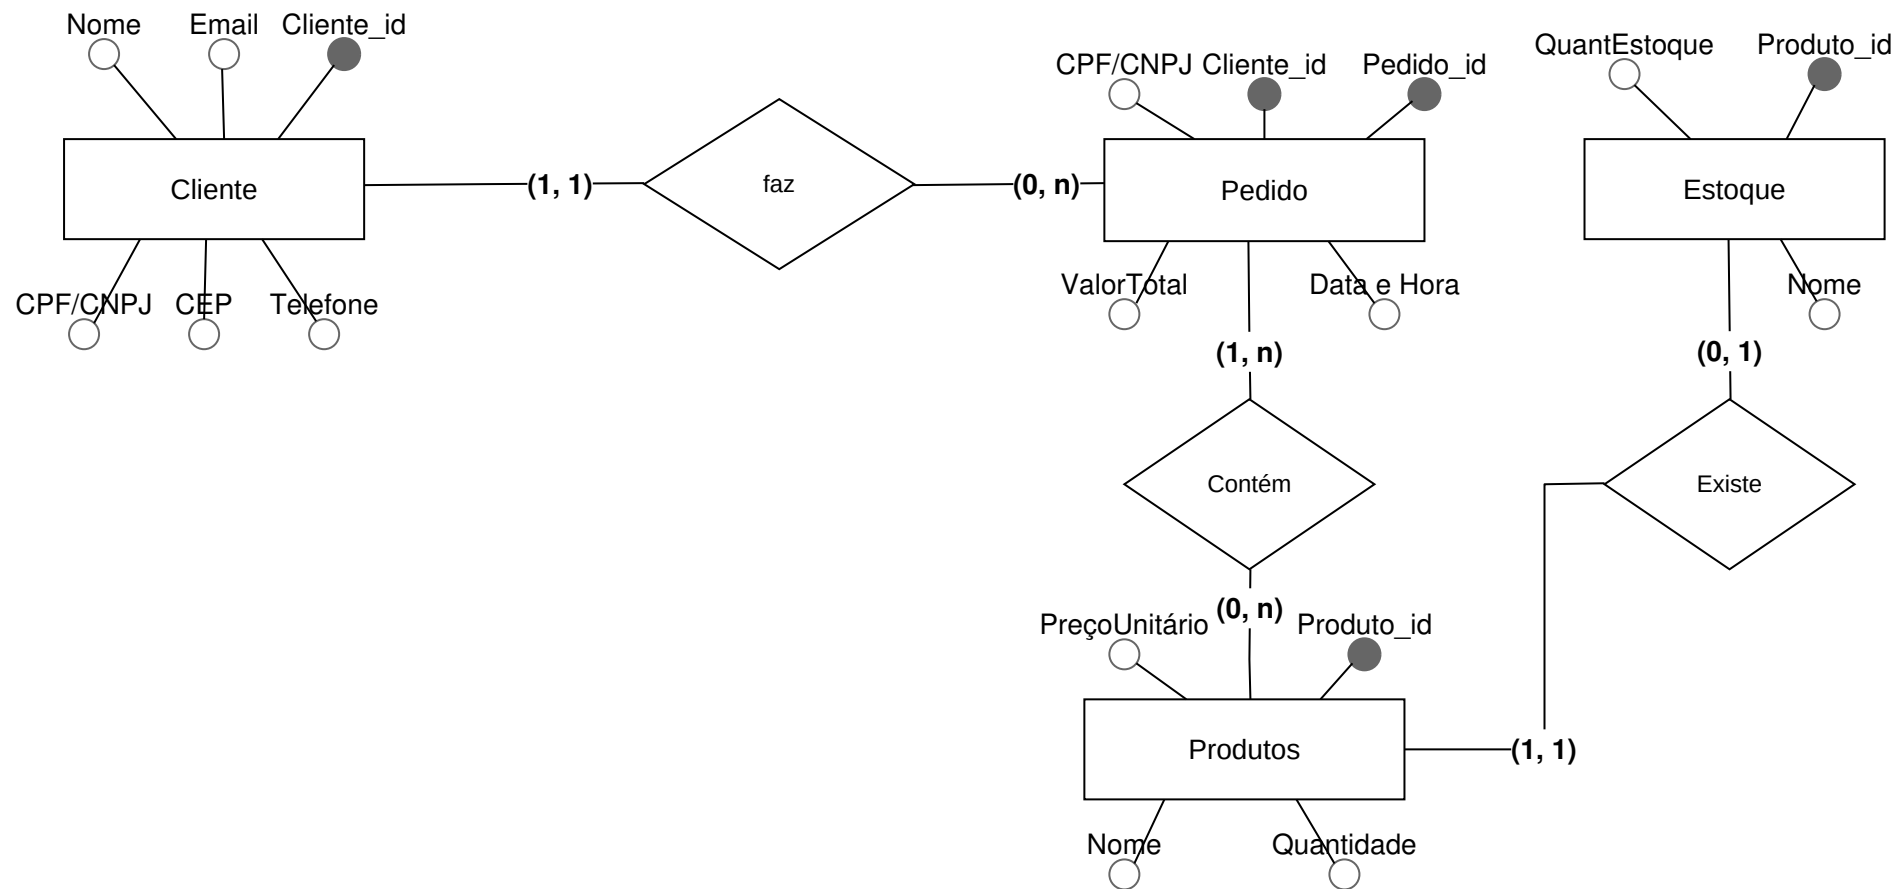 Nome
Email
Cliente_id
Cliente
CPF/CNPJ
CEP
Telefone
(1, 1)
faz
(0, n)
CPF/CNPJ
Cliente_id
Pedido_id
Pedido
ValorTotal
Data e Hora
QuantEstoque
Produto_id
Estoque
Nome
(1, n)
(0, 1)
Contém
Existe
(0, n)
PreçoUnitário
Produto_id
Produtos
(1, 1)
Nome
Quantidade